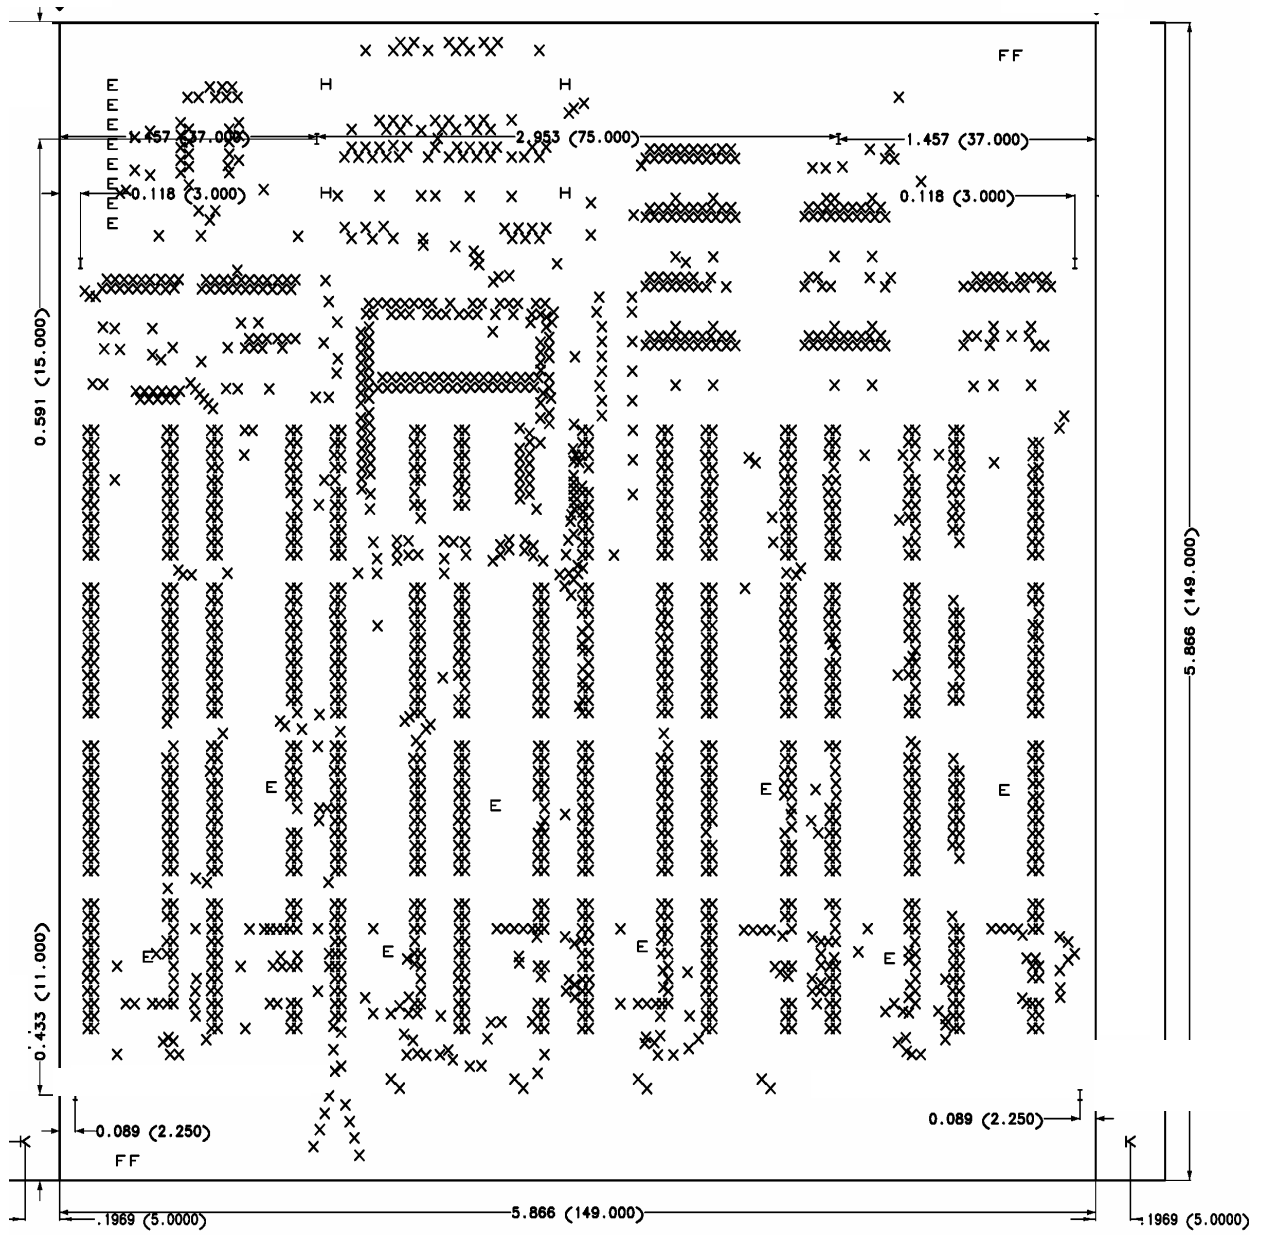 FF
E H H
E
E
.457 (37.000) 2.953 (75.000) 1.457 (37.000)
E
E
E
0.118 (3.000) H H 0.118 (3.000)
E
E
0.591 (15.000)
5.866 (149.000)
E E E E
E E E E
0.433 (11.000)
0.089 (2.250) 0.089 (2.250)
K K
FF
.1969 (5.0000) 5.866 (149.000) .1969 (5.0000)